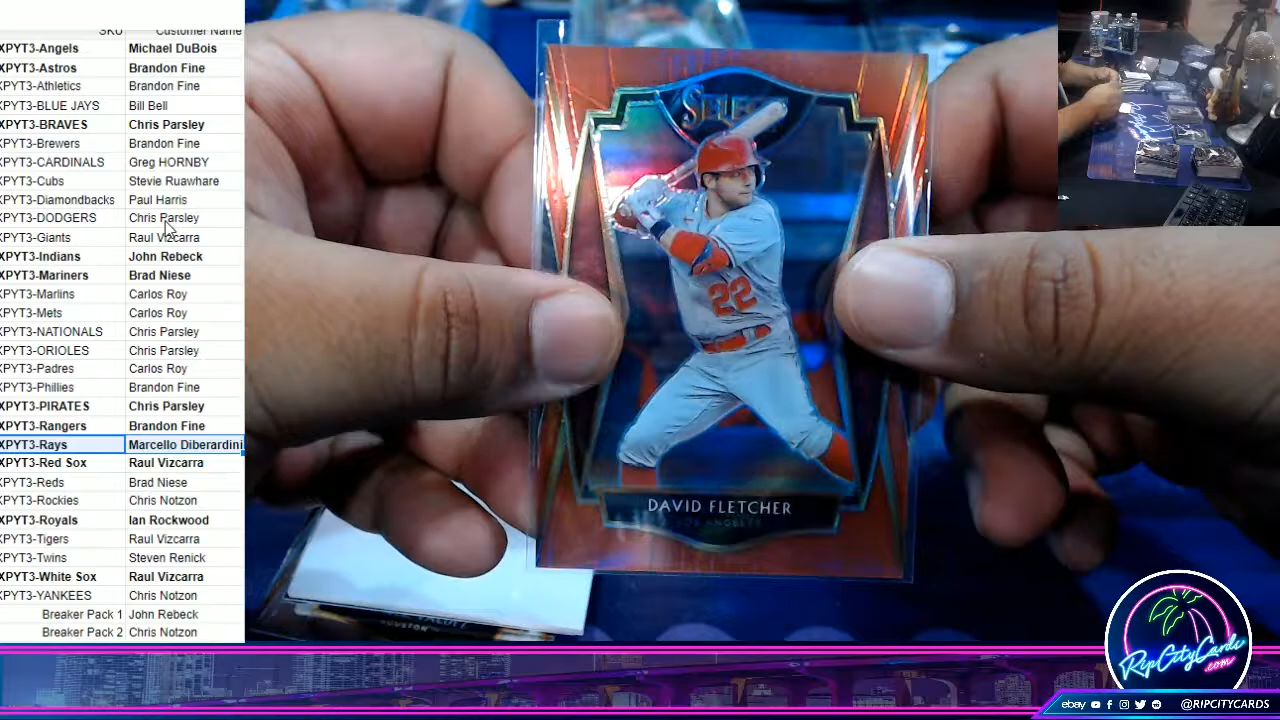 SKU Customer Name
XPYT3-Angels Michael DuBois
XPYT3-Astros Brandon Fine
XPYT3-Athletics Brandon Fine
XPYT3-BLUE JAYS Bill Bell
XPYT3-BRAVES Chris Parsley
XPYT3-Brewers Brandon Fine
XPYT3-CARDINALS Greg HORNBY
XPYT3-Cubs Stevie Ruawhare
XPYT3-Diamondbacks Paul Harris
XPYT3-DODGERS Chris Parsley
XPYT3-Giants Raul Vizcarra
XPYT3-Indians John Rebeck
XPYT3-Mariners Brad Niese
XPYT3-Marlins Carlos Roy
XPYT3-Mets Carlos Roy
XPYT3-NATIONALS Chris Parsley
XPYT3-ORIOLES Chris Parsley
XPYT3-Padres Carlos Roy
XPYT3-Phillies Brandon Fine
XPYT3-PIRATES Chris Parsley
XPYT3-Rangers Brandon Fine
XPYT3-Rays Marcello Diberardini
XPYT3-Red Sox Raul Vizcarra
XPYT3-Reds Brad Niese
XPYT3-Rockies Chris Notzon
XPYT3-Royals Ian Rockwood
XPYT3-Tigers Raul Vizcarra
XPYT3-Twins Steven Renick
XPYT3-White Sox Raul Vizcarra
XPYT3-YANKEES Chris Notzon
Breaker Pack 1 John Rebeck
Breaker Pack 2 Chris Notzon
SELECT
22
DAVID FLETCHER
LOS ANGELES
HOUSTON
RipCityCards
.com
ebay @RIPCITYCARDS